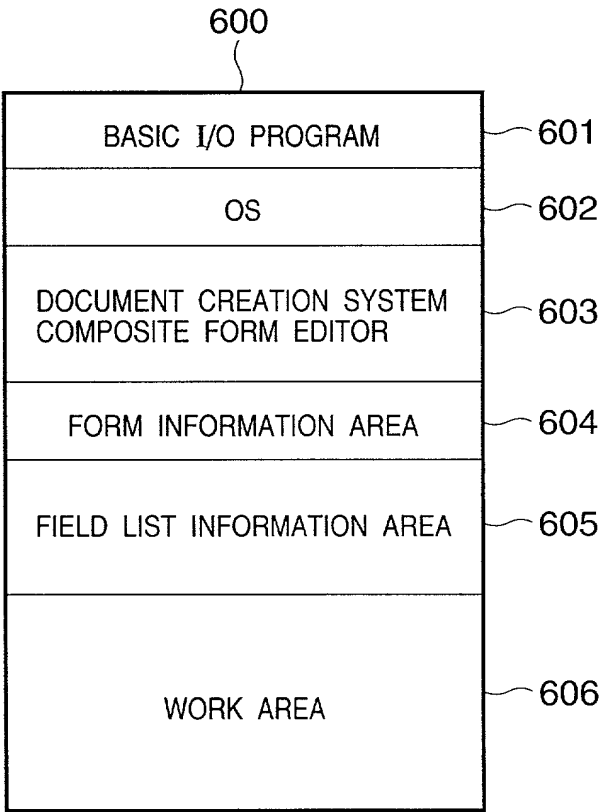 600
BASIC I/O PROGRAM
601
OS
602
DOCUMENT CREATION SYSTEM
COMPOSITE FORM EDITOR
603
FORM INFORMATION AREA
604
FIELD LIST INFORMATION AREA
605
WORK AREA
606